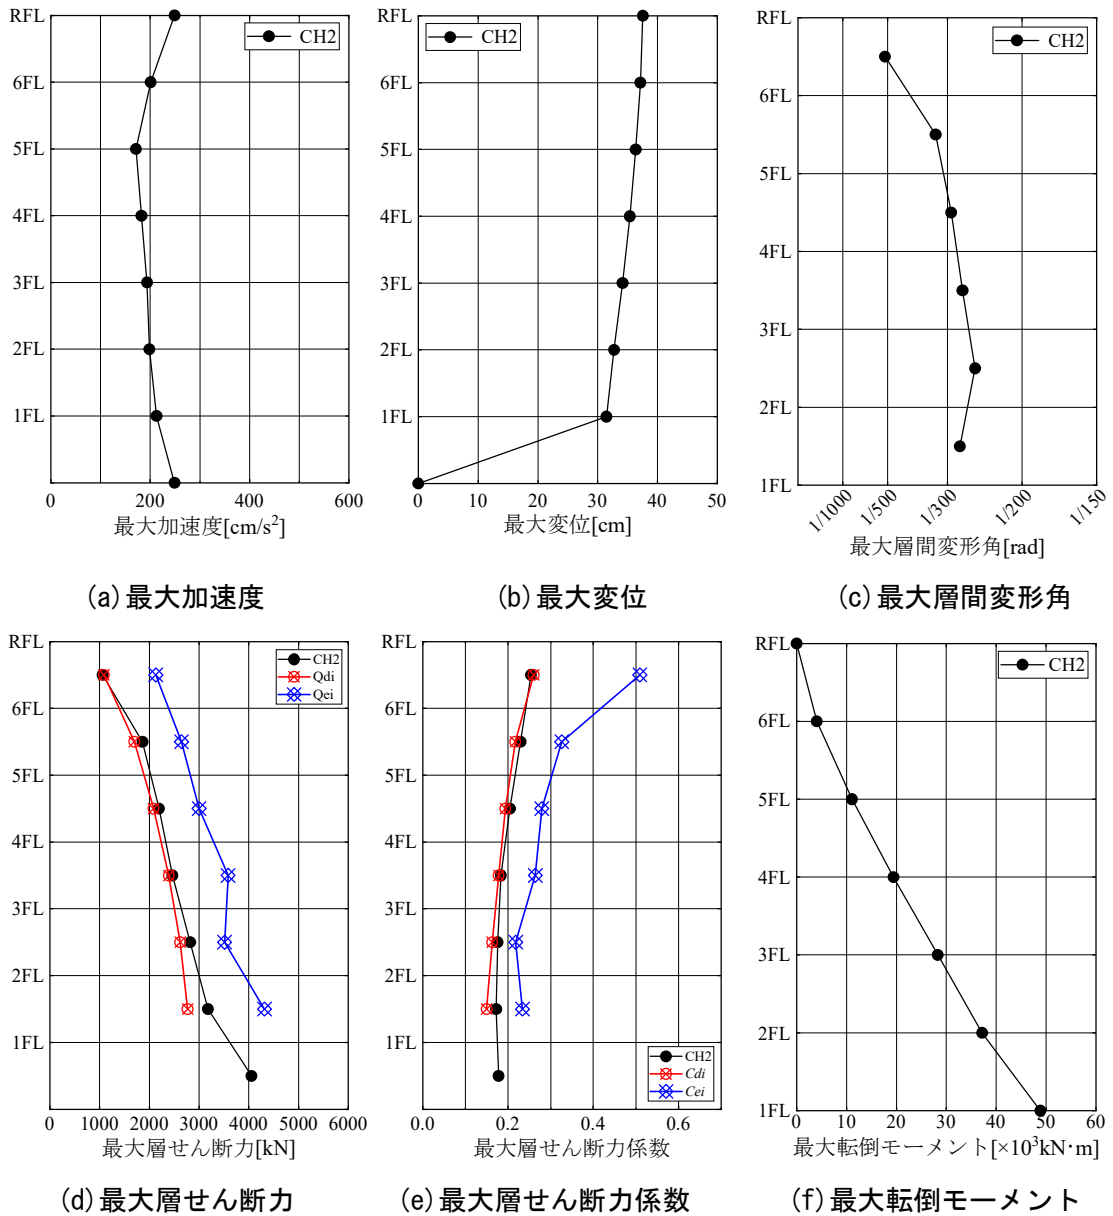 RFL
6FL
5FL
4FL
3FL
2FL
1FL
CH2
0 200 400 600
最大加速度[cm/s²]
(a)最大加速度
RFL
6FL
5FL
4FL
3FL
2FL
1FL
CH2
0 10 20 30 40 50
最大変位[cm]
(b)最大変位
RFL
6FL
5FL
4FL
3FL
2FL
1FL
CH2
1/1000 1/500 1/300 1/200 1/150
最大層間変形角[rad]
(c)最大層間変形角
RFL
6FL
5FL
4FL
3FL
2FL
1FL
CH2
Qdi
Qei
0 1000 2000 3000 4000 5000 6000
最大層せん断力[kN]
(d)最大層せん断力
RFL
6FL
5FL
4FL
3FL
2FL
1FL
CH2
Cdi
Cei
0.0 0.2 0.4 0.6
最大層せん断力係数
(e)最大層せん断力係数
RFL
6FL
5FL
4FL
3FL
2FL
1FL
CH2
0 10 20 30 40 50 60
最大転倒モーメント[×10³kN·m]
(f)最大転倒モーメント